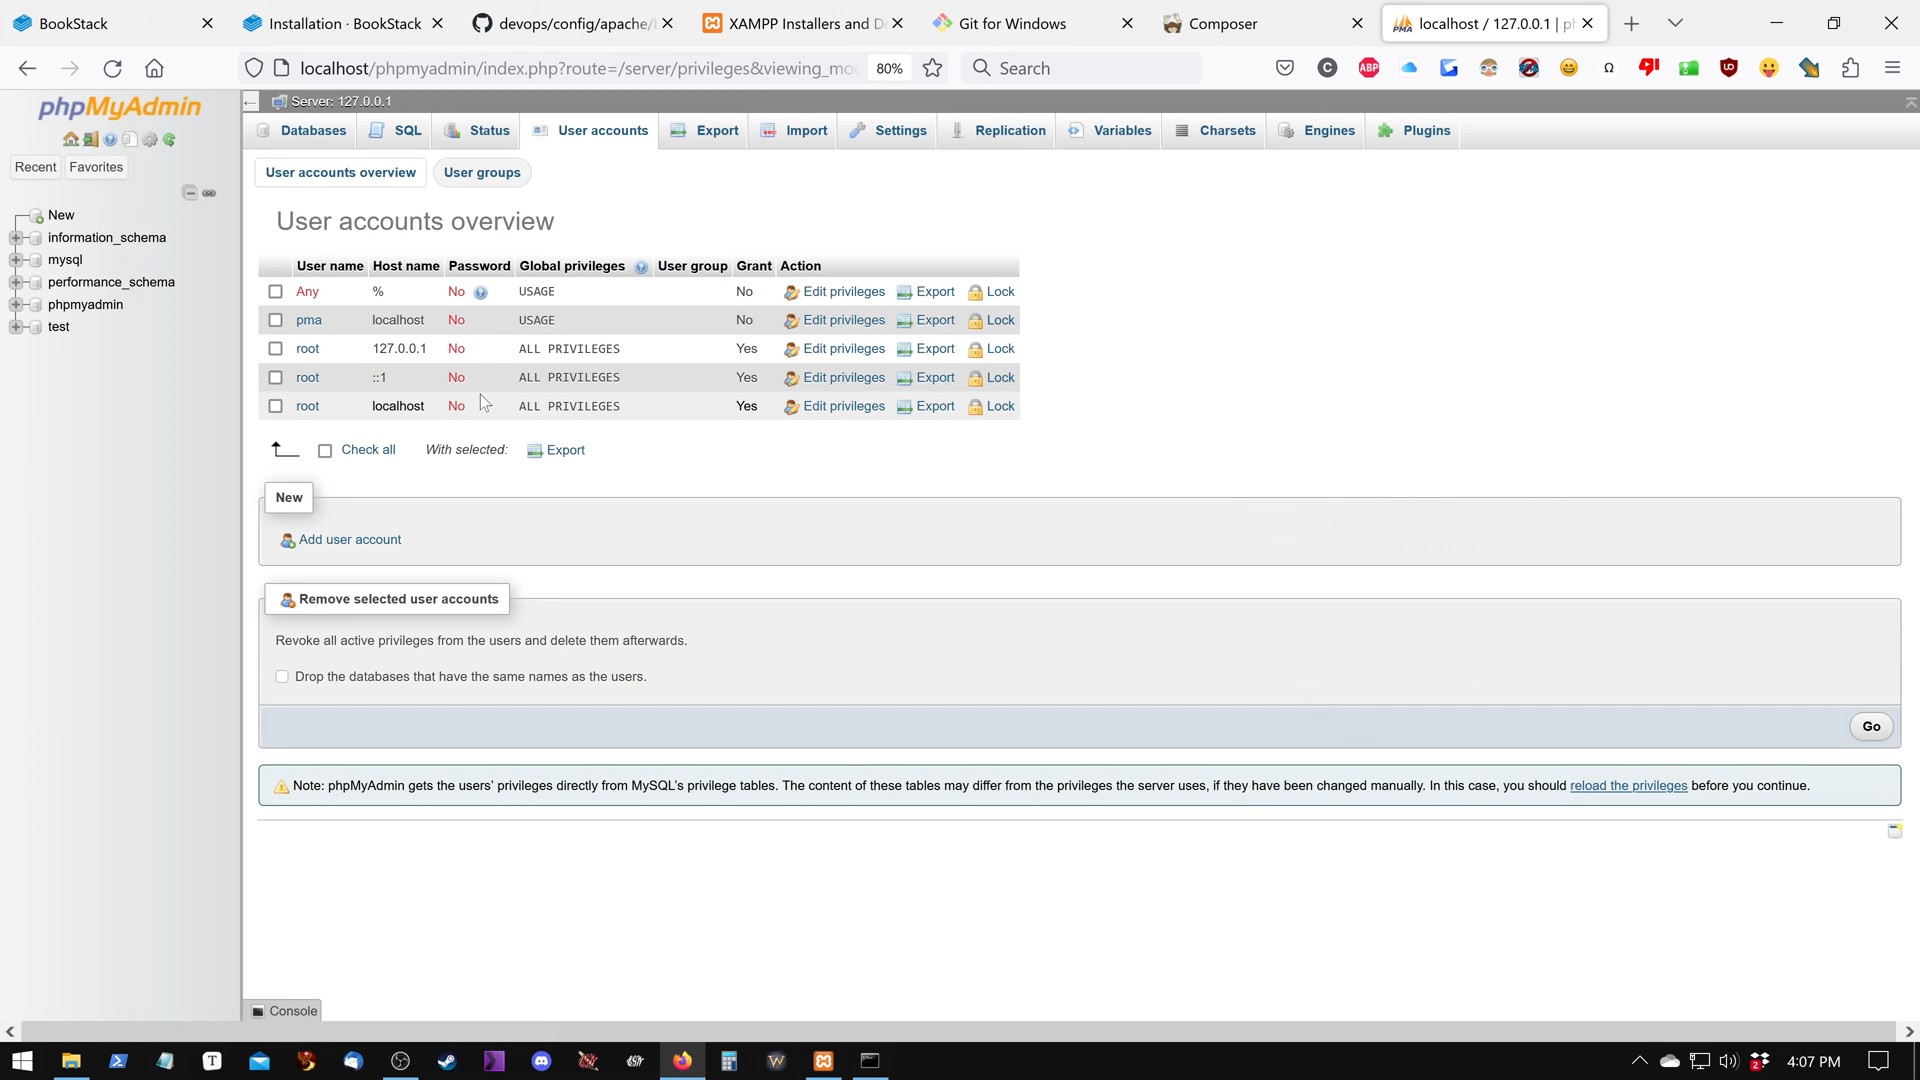 BookStack
Installation · BookStack
devops/config/apache/
XAMPP Installers and D
Git for Windows
Composer
localhost / 127.0.0.1 | p
localhost/phpmyadmin/index.php?route=/server/privileges&viewing_mo
80%
Search
phpMyAdmin
Recent
Favorites
New
information_schema
mysql
performance_schema
phpmyadmin
test
Server: 127.0.0.1
Databases
SQL
Status
User accounts
Export
Import
Settings
Replication
Variables
Charsets
Engines
Plugins
User accounts overview
User groups
User accounts overview
User name Host name Password Global privileges User group Grant Action
Any % No USAGE No Edit privileges Export Lock
pma localhost No USAGE No Edit privileges Export Lock
root 127.0.0.1 No ALL PRIVILEGES Yes Edit privileges Export Lock
root ::1 No ALL PRIVILEGES Yes Edit privileges Export Lock
root localhost No ALL PRIVILEGES Yes Edit privileges Export Lock
Check all With selected: Export
New
Add user account
Remove selected user accounts
Revoke all active privileges from the users and delete them afterwards.
Drop the databases that have the same names as the users.
Go
Note: phpMyAdmin gets the users' privileges directly from MySQL's privilege tables. The content of these tables may differ from the privileges the server uses, if they have been changed manually. In this case, you should reload the privileges before you continue.
Console
4:07 PM